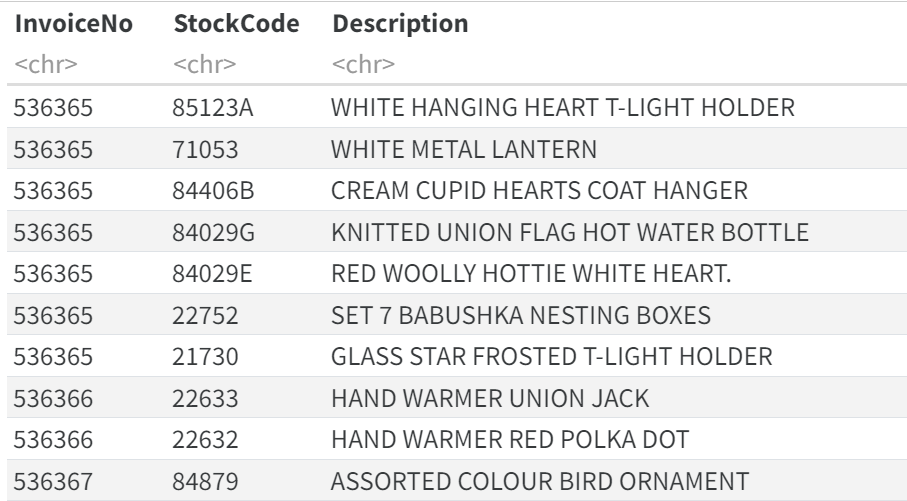 InvoiceNo StockCode Description
<chr> <chr> <chr>
536365 85123A WHITE HANGING HEART T-LIGHT HOLDER
536365 71053 WHITE METAL LANTERN
536365 84406B CREAM CUPID HEARTS COAT HANGER
536365 84029G KNITTED UNION FLAG HOT WATER BOTTLE
536365 84029E RED WOOLLY HOTTIE WHITE HEART.
536365 22752 SET 7 BABUSHKA NESTING BOXES
536365 21730 GLASS STAR FROSTED T-LIGHT HOLDER
536366 22633 HAND WARMER UNION JACK
536366 22632 HAND WARMER RED POLKA DOT
536367 84879 ASSORTED COLOUR BIRD ORNAMENT